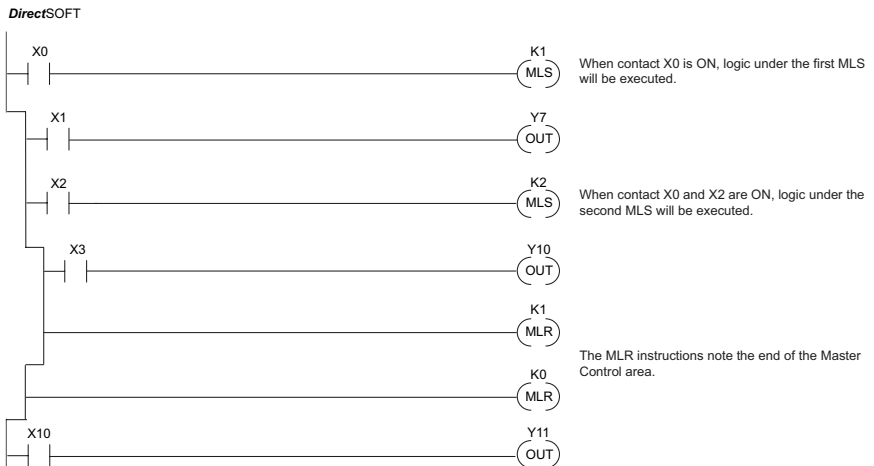 DirectSOFT
X0 K1
MLS
When contact X0 is ON, logic under the first MLS
will be executed.
X1 Y7
OUT
X2 K2
MLS
When contact X0 and X2 are ON, logic under the
second MLS will be executed.
X3 Y10
OUT
K1
MLR
The MLR instructions note the end of the Master
Control area.
K0
MLR
X10 Y11
OUT